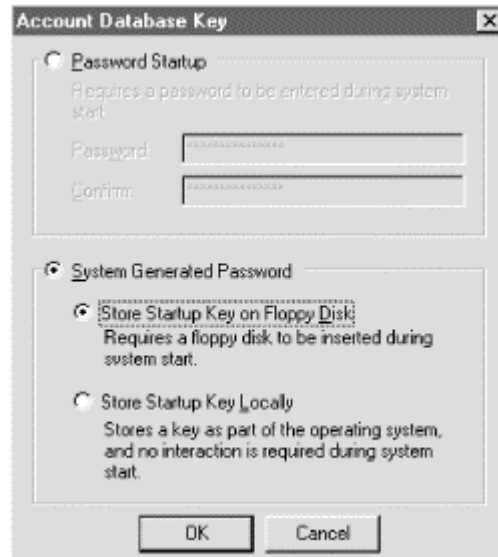 Account Database Key
Password Startup
Requires a password to be entered during system
start
Password:
***************
Confirm:
***************
System Generated Password
Store Startup Key on Floppy Disk
Requires a floppy disk to be inserted during
system start.
Store Startup Key Locally
Stores a key as part of the operating system,
and no interaction is required during system
start.
OK
Cancel